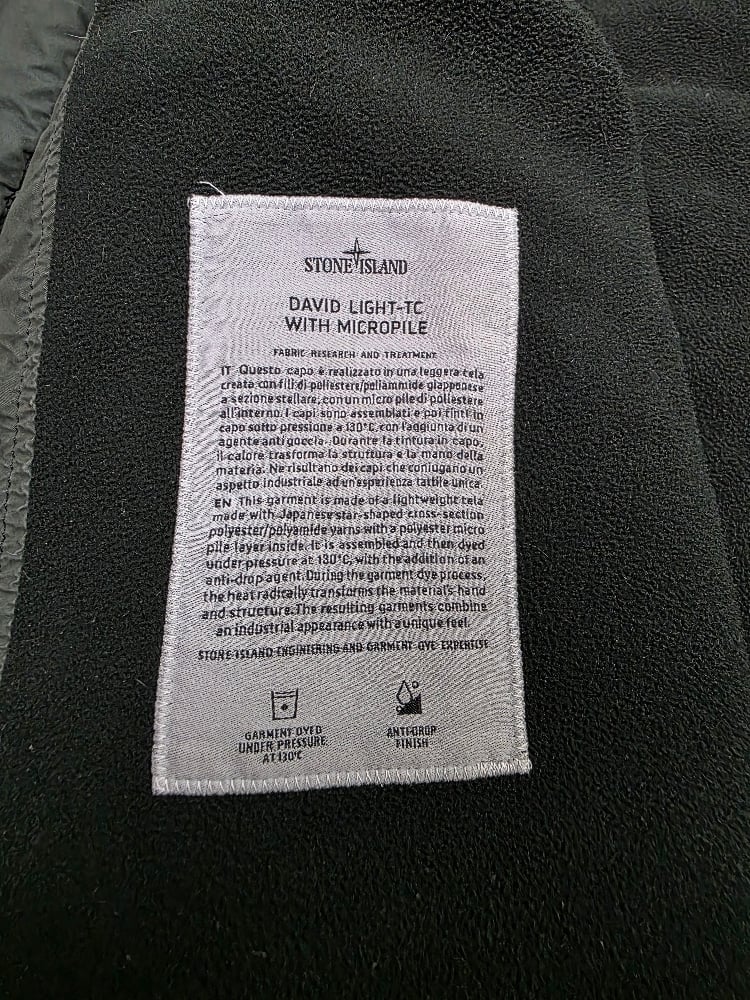 STONE ISLAND
DAVID LIGHT-TC
WITH MICROPILE
FABRIC RESEARCH AND TREATMENT
IT Questo capo è realizzato in una leggera tela
creata con fili di poliestere/poliammide giapponese
a sezione stellare, con un micro pile di poliestere
all'interno. I capi sono assemblati e poi tinti in
capo sotto pressione a 130°C, con l'aggiunta di un
agente anti goccia. Durante la tintura in capo,
il calore trasforma la struttura e la mano della
materia. Ne risultano dei capi che coniugano un
aspetto industriale ad un'esperienza tattile unica.
EN This garment is made of a lightweight tela
made with Japanese star-shaped cross-section
polyester/polyamide yarns with a polyester micro
pile layer inside. It is assembled and then dyed
under pressure at 130°C, with the addition of an
anti-drop agent. During the garment dye process,
the heat radically transforms the material's hand
and structure. The resulting garments combine
an industrial appearance with a unique feel.
STONE ISLAND ENGINEERING AND GARMENT DYE EXPERTISE
GARMENT DYED
UNDER PRESSURE
AT 130°C
ANTI-DROP
FINISH